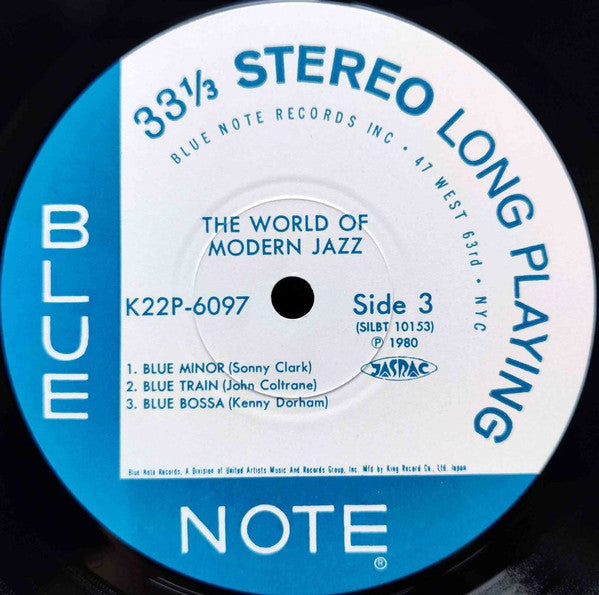 33⅓ STEREO LONG PLAYING
BLUE NOTE RECORDS INC • 47 WEST 63rd • NYC
BLUE
THE WORLD OF
MODERN JAZZ
K22P-6097
Side 3
(SILBT 10153)
Ⓟ 1980
JASRAC
1. BLUE MINOR (Sonny Clark)
2. BLUE TRAIN (John Coltrane)
3. BLUE BOSSA (Kenny Dorham)
Blue Note Records, A Division of United Artists Music And Records Group, Inc. Mfd by King Record Co., Ltd. Japan
NOTE®